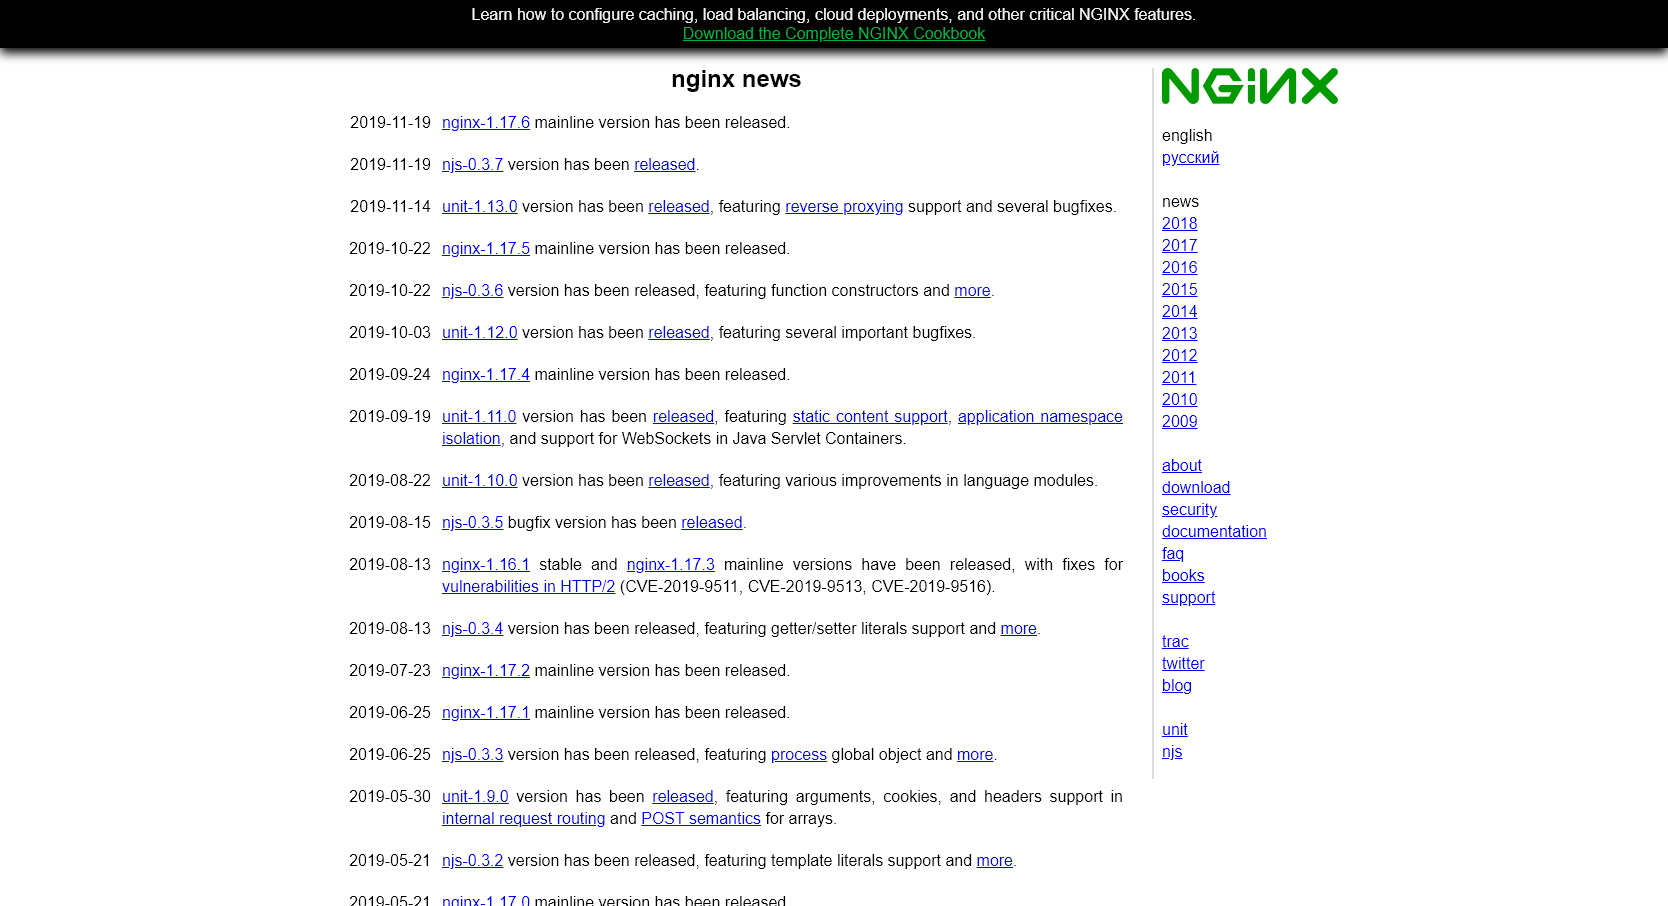 Learn how to configure caching, load balancing, cloud deployments, and other critical NGINX features.
Download the Complete NGINX Cookbook
nginx news
2019-11-19 nginx-1.17.6 mainline version has been released.
2019-11-19 njs-0.3.7 version has been released.
2019-11-14 unit-1.13.0 version has been released, featuring reverse proxying support and several bugfixes.
2019-10-22 nginx-1.17.5 mainline version has been released.
2019-10-22 njs-0.3.6 version has been released, featuring function constructors and more.
2019-10-03 unit-1.12.0 version has been released, featuring several important bugfixes.
2019-09-24 nginx-1.17.4 mainline version has been released.
2019-09-19 unit-1.11.0 version has been released, featuring static content support, application namespace
isolation, and support for WebSockets in Java Servlet Containers.
2019-08-22 unit-1.10.0 version has been released, featuring various improvements in language modules.
2019-08-15 njs-0.3.5 bugfix version has been released.
2019-08-13 nginx-1.16.1 stable and nginx-1.17.3 mainline versions have been released, with fixes for
vulnerabilities in HTTP/2 (CVE-2019-9511, CVE-2019-9513, CVE-2019-9516).
2019-08-13 njs-0.3.4 version has been released, featuring getter/setter literals support and more.
2019-07-23 nginx-1.17.2 mainline version has been released.
2019-06-25 nginx-1.17.1 mainline version has been released.
2019-06-25 njs-0.3.3 version has been released, featuring process global object and more.
2019-05-30 unit-1.9.0 version has been released, featuring arguments, cookies, and headers support in
internal request routing and POST semantics for arrays.
2019-05-21 njs-0.3.2 version has been released, featuring template literals support and more.
2019-05-21 nginx-1.17.0 mainline version has been released.
NGINX
english
русский
news
2018
2017
2016
2015
2014
2013
2012
2011
2010
2009
about
download
security
documentation
faq
books
support
trac
twitter
blog
unit
njs